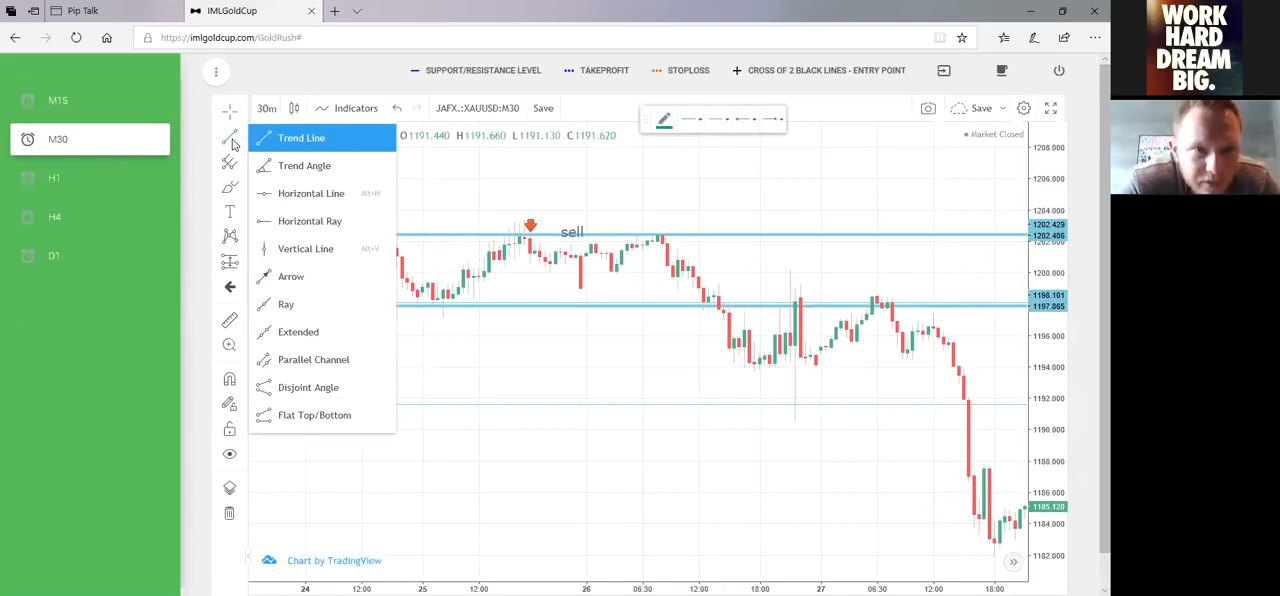 Pip Talk
IMLGoldCup
https://imlgoldcup.com/GoldRush#
WORK
HARD
DREAM
BIG.
SUPPORT/RESISTANCE LEVEL
TAKEPROFIT
STOPLOSS
CROSS OF 2 BLACK LINES - ENTRY POINT
M15
M30
H1
H4
D1
30m
Indicators
JAFX.:XAUUSD:M30
Save
Save
O1191.440 H1191.660 L1191.130 C1191.620
Market Closed
Trend Line
Trend Angle
Horizontal Line Alt+H
Horizontal Ray
Vertical Line Alt+V
Arrow
Ray
Extended
Parallel Channel
Disjoint Angle
Flat Top/Bottom
sell
1208.000
1206.000
1204.000
1202.429
1202.406
1200.000
1198.101
1197.865
1196.000
1194.000
1192.000
1190.000
1188.000
1186.000
1185.120
1184.000
1182.000
Chart by TradingView
24 12:00 25 12:00 26 06:30 12:00 18:00 27 06:30 12:00 18:00